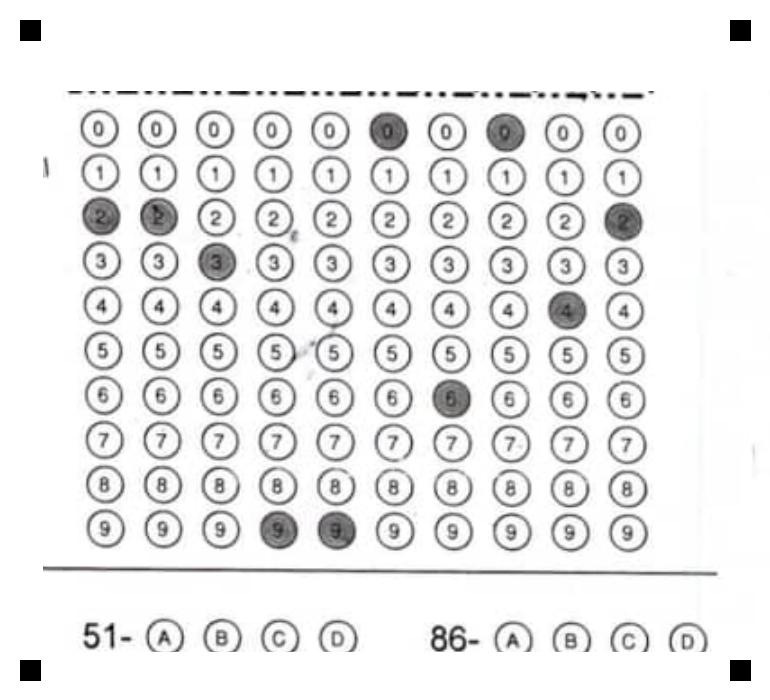 0 0 0 0 0 0 0 0 0 0
1 1 1 1 1 1 1 1 1 1
2 2 2 2 2 2 2 2 2 2
3 3 3 3 3 3 3 3 3 3
4 4 4 4 4 4 4 4 4 4
5 5 5 5 5 5 5 5 5 5
6 6 6 6 6 6 6 6 6 6
7 7 7 7 7 7 7 7 7 7
8 8 8 8 8 8 8 8 8 8
9 9 9 9 9 9 9 9 9 9
51- A B C D 86- A B C D